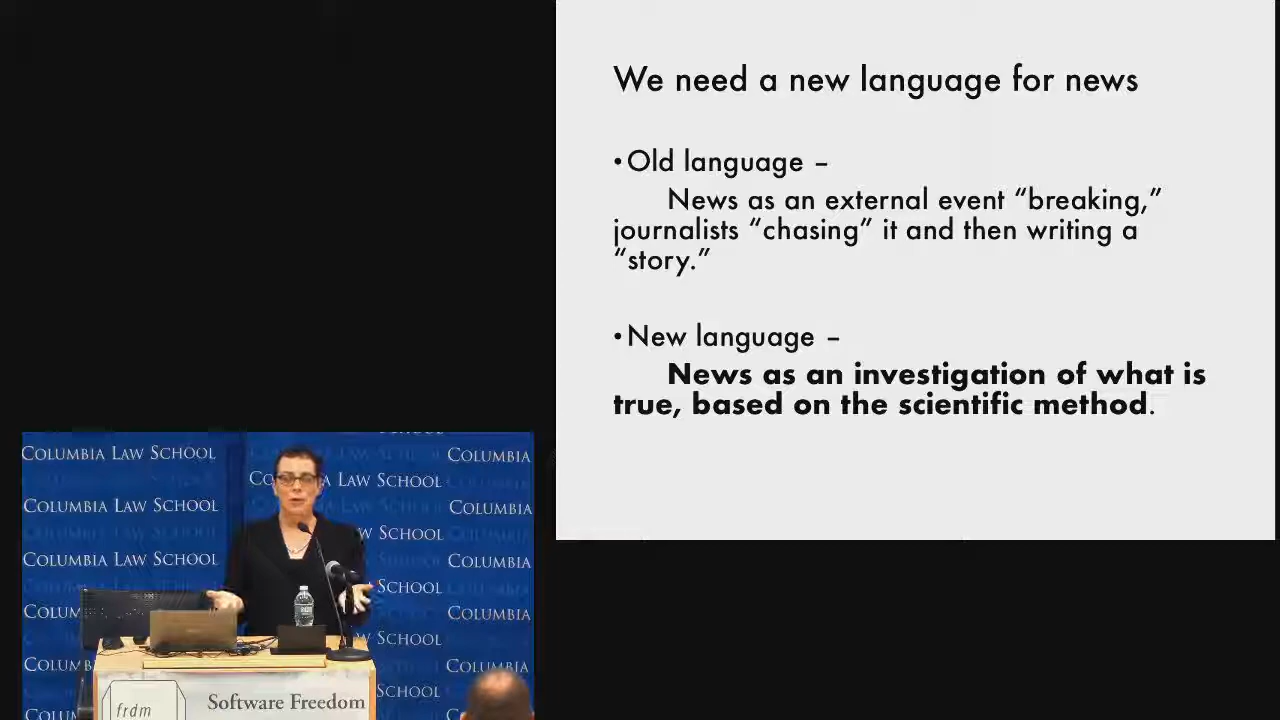 We need a new language for news
•Old language –
News as an external event “breaking,”
journalists “chasing” it and then writing a
“story.”
•New language –
News as an investigation of what is
true, based on the scientific method.
COLUMBIA LAW SCHOOL
COLUMBIA
LAW SCHOOL
COLUMBIA LAW SCHOOL
COLUMBIA
W SCHOOL
COLUMBIA LAW SCHOOL
COLUMBIA
SCHOOL
COLUMBIA
W SCHOOL
COLUMBIA
SCHOOL
Software Freedom
frdm